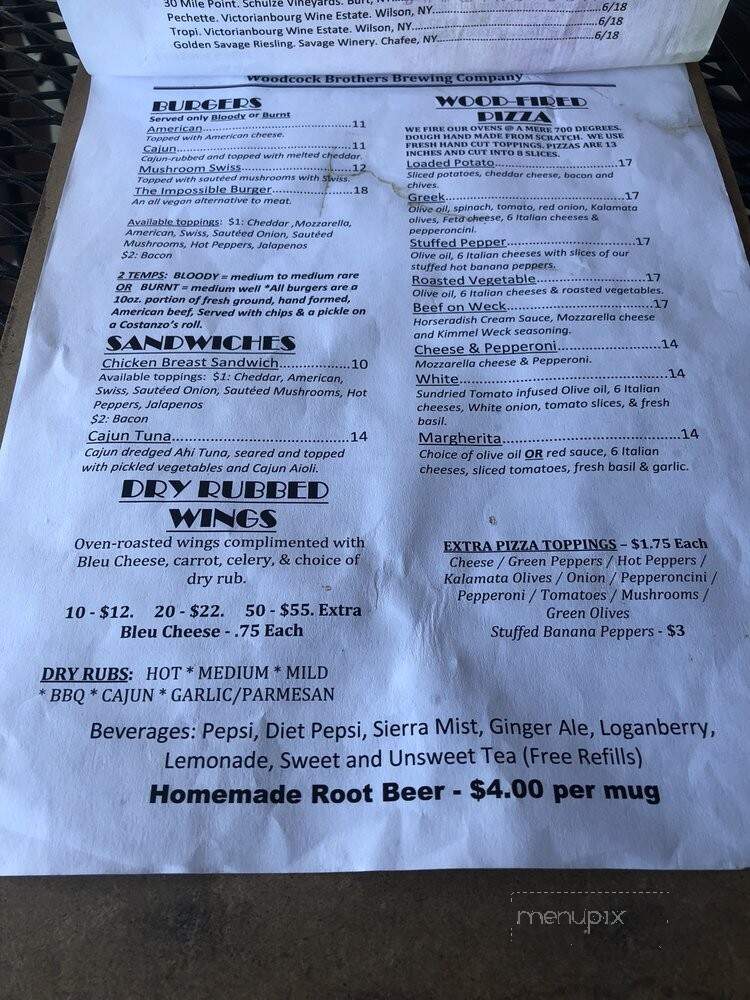 30 Mile Point. Schulze Vineyards. Burt,
Pechette. Victorianbourg Wine Estate. Wilson, NY..........6/18
Tropi. Victorianbourg Wine Estate. Wilson, NY..........6/18
Golden Savage Riesling. Savage Winery. Chafee, NY..........6/18
Woodcock Brothers Brewing Company
BURGERS
Served only Bloody or Burnt
American..........11
Topped with American cheese.
Cajun..........11
Cajun-rubbed and topped with melted cheddar.
Mushroom Swiss..........12
Topped with sautéed mushrooms with Swiss.
The Impossible Burger..........18
An all vegan alternative to meat.
Available toppings: $1: Cheddar ,Mozzarella,
American, Swiss, Sautéed Onion, Sautéed
Mushrooms, Hot Peppers, Jalapenos
$2: Bacon
2 TEMPS: BLOODY = medium to medium rare
OR BURNT = medium well *All burgers are a
10oz. portion of fresh ground, hand formed,
American beef, Served with chips & a pickle on
a Costanzo's roll.
SANDWICHES
Chicken Breast Sandwich..........10
Available toppings: $1: Cheddar, American,
Swiss, Sautéed Onion, Sautéed Mushrooms, Hot
Peppers, Jalapenos
$2: Bacon
Cajun Tuna..........14
Cajun dredged Ahi Tuna, seared and topped
with pickled vegetables and Cajun Aioli.
DRY RUBBED
WINGS
Oven-roasted wings complimented with
Bleu Cheese, carrot, celery, & choice of
dry rub.
10 - $12. 20 - $22. 50 - $55. Extra
Bleu Cheese - .75 Each
DRY RUBS: HOT * MEDIUM * MILD
* BBQ * CAJUN * GARLIC/PARMESAN
WOOD-FIRED
PIZZA
WE FIRE OUR OVENS @ A MERE 700 DEGREES.
DOUGH HAND MADE FROM SCRATCH. WE USE
FRESH HAND CUT TOPPINGS. PIZZAS ARE 13
INCHES AND CUT INTO 8 SLICES.
Loaded Potato..........17
Sliced potatoes, cheddar cheese, bacon and
chives.
Greek..........17
Olive oil, spinach, tomato, red onion, Kalamata
olives, Feta cheese, 6 Italian cheeses &
pepperoncini.
Stuffed Pepper..........17
Olive oil, 6 Italian cheeses with slices of our
stuffed hot banana peppers.
Roasted Vegetable..........17
Olive oil, 6 Italian cheeses & roasted vegetables.
Beef on Weck..........17
Horseradish Cream Sauce, Mozzarella cheese
and Kimmel Weck seasoning.
Cheese & Pepperoni..........14
Mozzarella cheese & Pepperoni.
White..........14
Sundried Tomato infused Olive oil, 6 Italian
cheeses, White onion, tomato slices, & fresh
basil.
Margherita..........14
Choice of olive oil OR red sauce, 6 Italian
cheeses, sliced tomatoes, fresh basil & garlic.
EXTRA PIZZA TOPPINGS – $1.75 Each
Cheese / Green Peppers / Hot Peppers /
Kalamata Olives / Onion / Pepperoncini /
Pepperoni / Tomatoes / Mushrooms /
Green Olives
Stuffed Banana Peppers - $3
Beverages: Pepsi, Diet Pepsi, Sierra Mist, Ginger Ale, Loganberry,
Lemonade, Sweet and Unsweet Tea (Free Refills)
Homemade Root Beer - $4.00 per mug
menupix